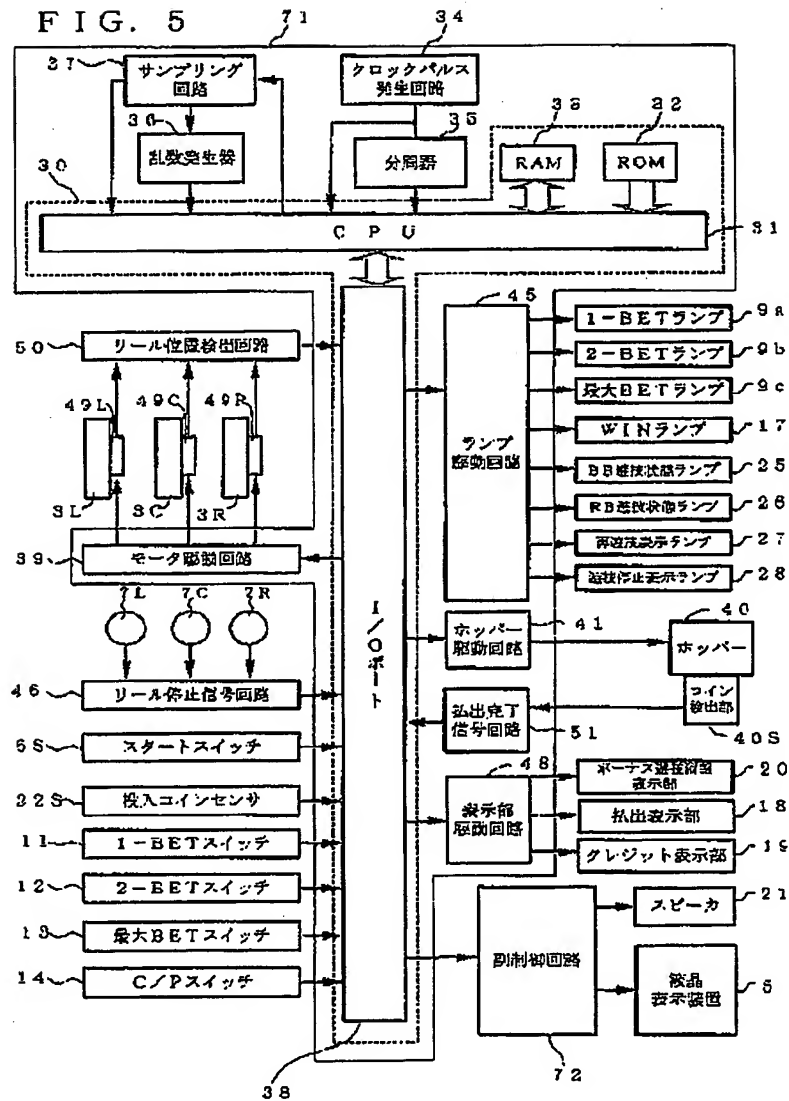 FIG. 5
71
34
37
サンプリング
回路
クロックパルス
発生回路
36
35
33
32
乱数発生器
分周器
RAM
ROM
30
CPU
31
45
50
リール位置検出回路
1-BETランプ
9a
2-BETランプ
9b
49L
49C
49R
最大BETランプ
9c
ランプ
駆動回路
WINランプ
17
BB遊技状態ランプ
25
3L
3C
3R
RB遊技状態ランプ
26
39
モータ駆動回路
再遊技表示ランプ
27
遊技停止表示ランプ
28
7L
7C
7R
I/Oポート
ホッパー
駆動回路
41
40
ホッパー
46
リール停止信号回路
コイン
検出部
払出完了
信号回路
51
40S
6S
スタートスイッチ
48
22S
投入コインセンサ
表示部
駆動回路
表示部
20
11
1-BETスイッチ
払出表示部
18
クレジット表示部
19
12
2-BETスイッチ
スピーカ
21
13
最大BETスイッチ
副制御回路
14
C/Pスイッチ
液晶
表示装置
5
38
72